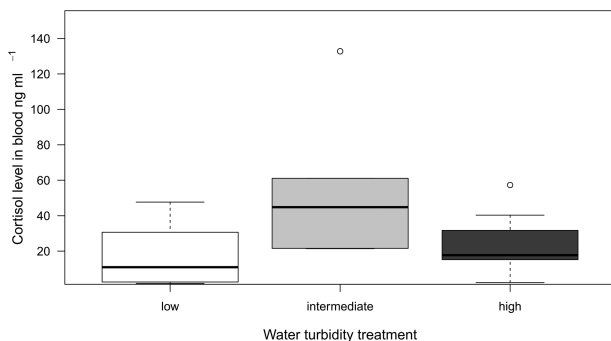 Cortisol level in blood ng ml ⁻¹
140
120
100
80
60
40
20
low intermediate high
Water turbidity treatment